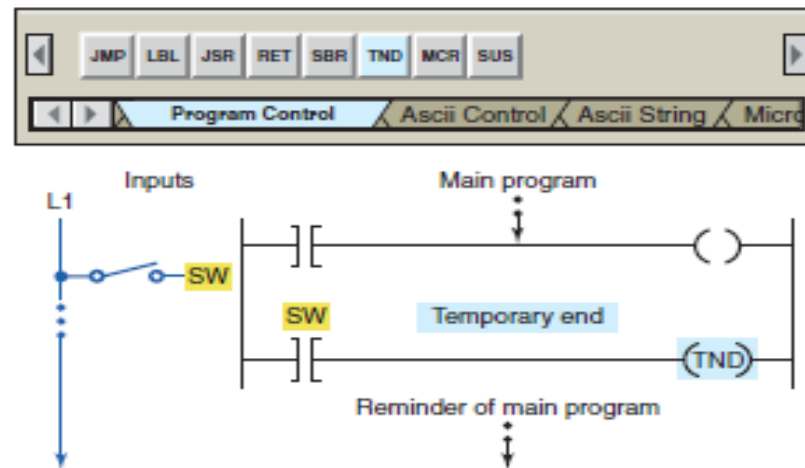 JMP LBL JSR RET SBR TND MCR SUS
Program Control Ascii Control Ascii String
Inputs
Main program
L1
SW
SW
Temporary end
TND
Reminder of main program